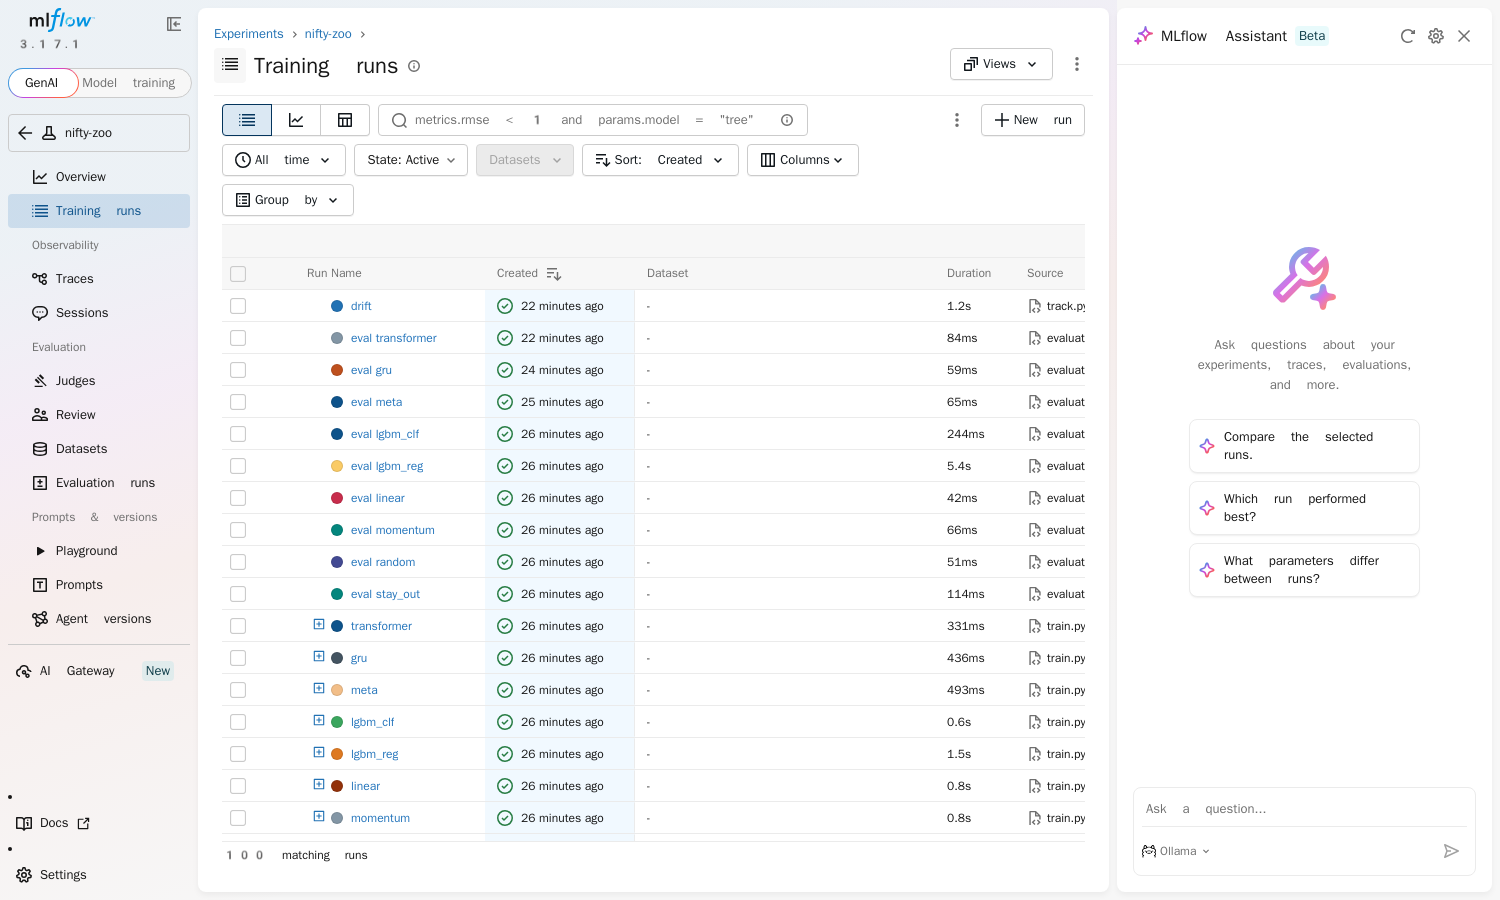 mlflow
3.17.1
GenAI
Model training
nifty-zoo
Overview
Training runs
Observability
Traces
Sessions
Evaluation
Judges
Review
Datasets
Evaluation runs
Prompts & versions
Playground
Prompts
Agent versions
AI Gateway New
Docs
Settings
Experiments > nifty-zoo >
Training runs
Views
metrics.rmse < 1 and params.model = "tree"
New run
All time
State: Active
Datasets
Sort: Created
Columns
Group by
Run Name Created Dataset Duration Source
drift 22 minutes ago - 1.2s track.py
eval transformer 22 minutes ago - 84ms evaluat
eval gru 24 minutes ago - 59ms evaluat
eval meta 25 minutes ago - 65ms evaluat
eval lgbm_clf 26 minutes ago - 244ms evaluat
eval lgbm_reg 26 minutes ago - 5.4s evaluat
eval linear 26 minutes ago - 42ms evaluat
eval momentum 26 minutes ago - 66ms evaluat
eval random 26 minutes ago - 51ms evaluat
eval stay_out 26 minutes ago - 114ms evaluat
transformer 26 minutes ago - 331ms train.py
gru 26 minutes ago - 436ms train.py
meta 26 minutes ago - 493ms train.py
lgbm_clf 26 minutes ago - 0.6s train.py
lgbm_reg 26 minutes ago - 1.5s train.py
linear 26 minutes ago - 0.8s train.py
momentum 26 minutes ago - 0.8s train.py
100 matching runs
MLflow Assistant Beta
Ask questions about your
experiments, traces, evaluations,
and more.
Compare the selected
runs.
Which run performed
best?
What parameters differ
between runs?
Ask a question...
Ollama